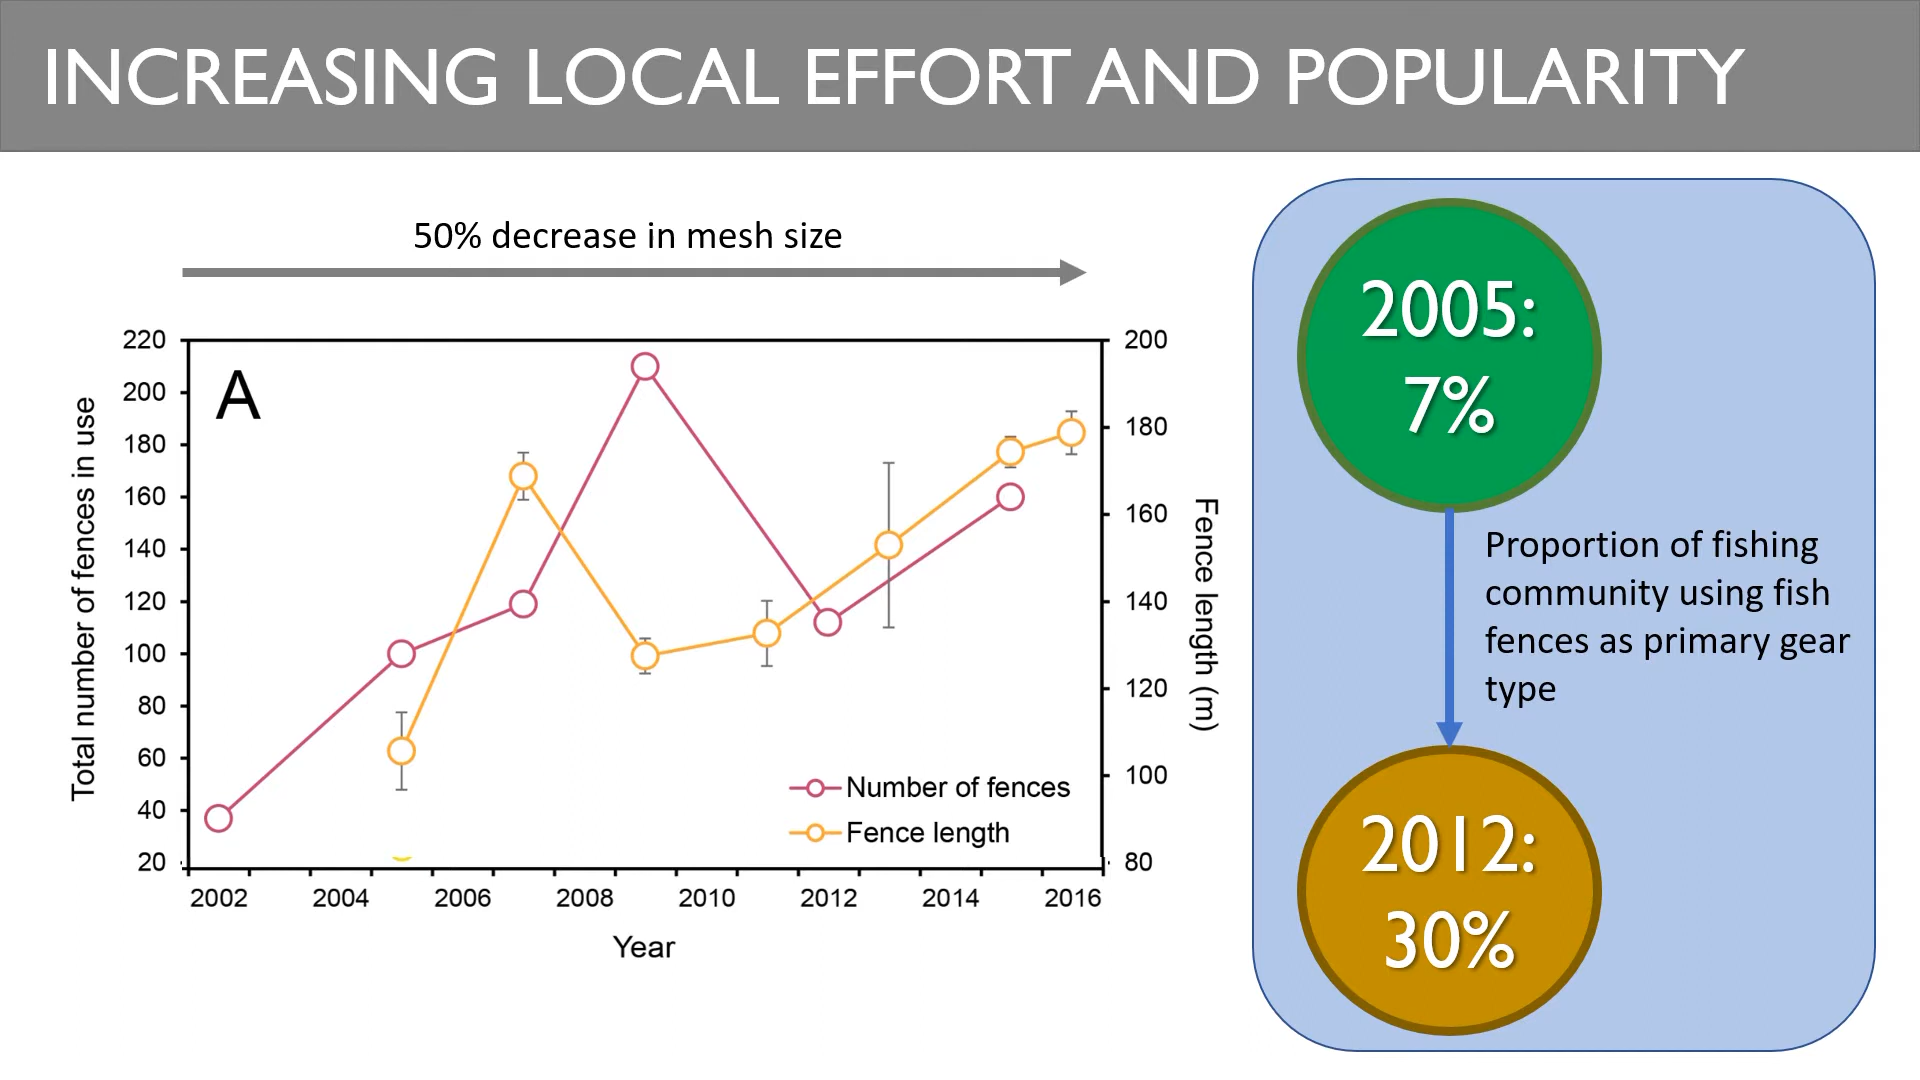 INCREASING LOCAL EFFORT AND POPULARITY
50% decrease in mesh size
A
Total number of fences in use
220
200
180
160
140
120
100
80
60
40
20
200
180
160
140
120
100
80
Fence length (m)
Number of fences
Fence length
2002 2004 2006 2008 2010 2012 2014 2016
Year
2005:
7%
Proportion of fishing
community using fish
fences as primary gear
type
2012:
30%